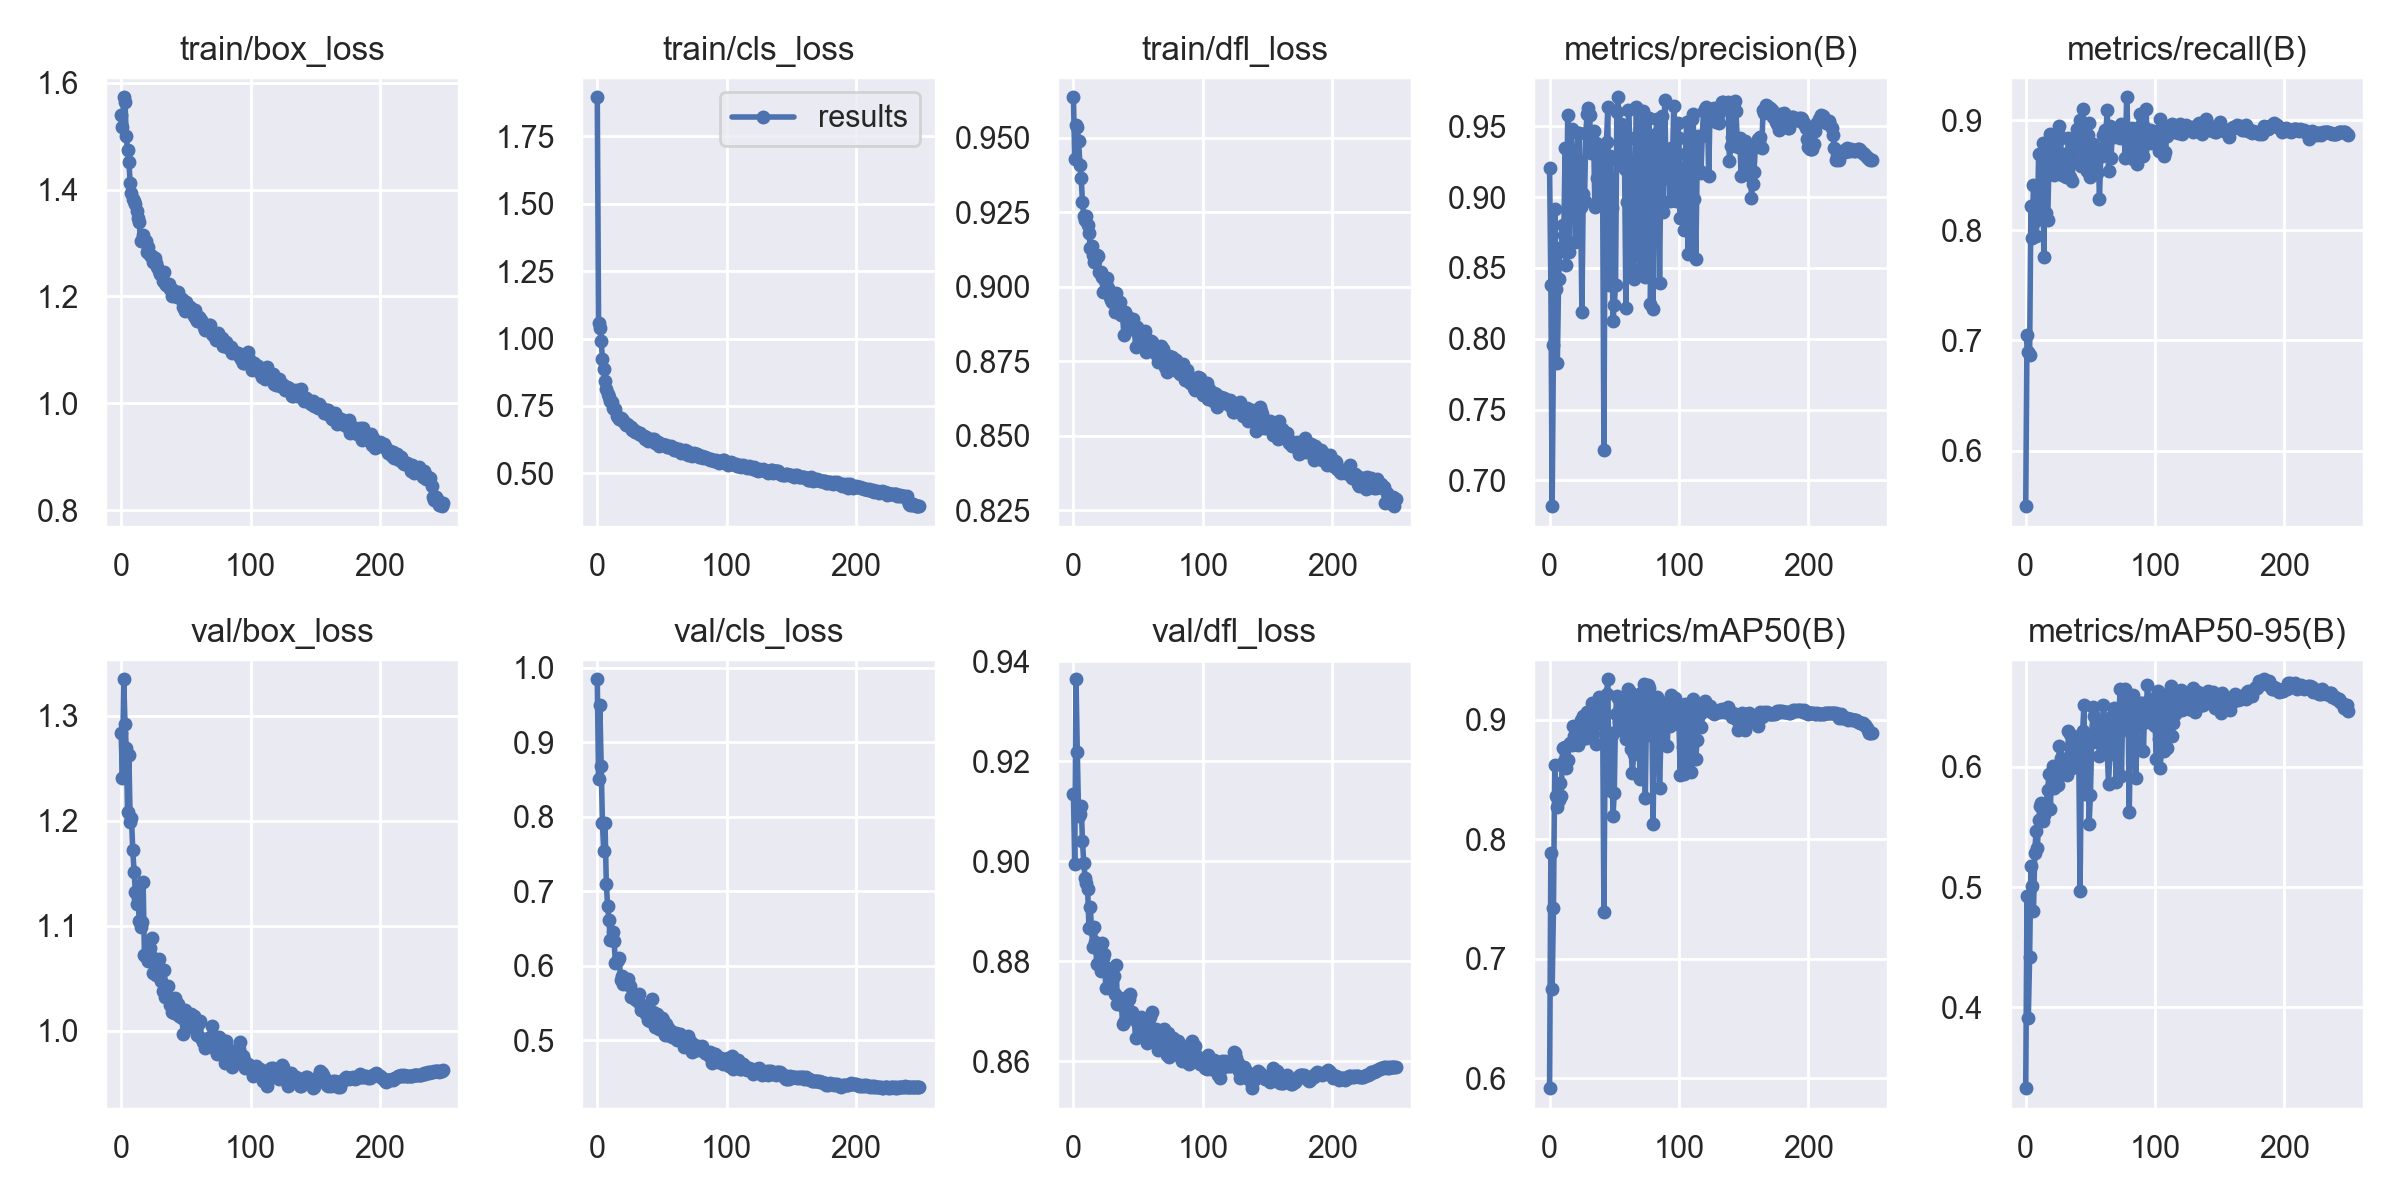 train/box_loss
1.6
1.4
1.2
1.0
0.8
0 100 200
train/cls_loss
results
1.75
1.50
1.25
1.00
0.75
0.50
0 100 200
train/dfl_loss
0.950
0.925
0.900
0.875
0.850
0.825
0 100 200
metrics/precision(B)
0.95
0.90
0.85
0.80
0.75
0.70
0 100 200
metrics/recall(B)
0.9
0.8
0.7
0.6
0 100 200
val/box_loss
1.3
1.2
1.1
1.0
0 100 200
val/cls_loss
1.0
0.9
0.8
0.7
0.6
0.5
0 100 200
val/dfl_loss
0.94
0.92
0.90
0.88
0.86
0 100 200
metrics/mAP50(B)
0.9
0.8
0.7
0.6
0 100 200
metrics/mAP50-95(B)
0.6
0.5
0.4
0 100 200